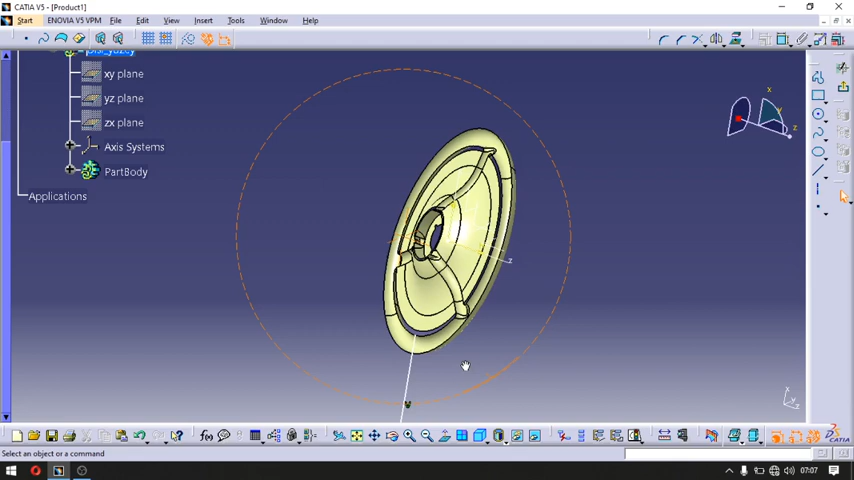 CATIA V5 - [Product1]
Start ENOVIA V5 VPM File Edit View Insert Tools Window Help
xy plane
yz plane
zx plane
Axis Systems
PartBody
Applications
x
y
z
z
x
y
z
CATIA
Select an object or a command
07:07